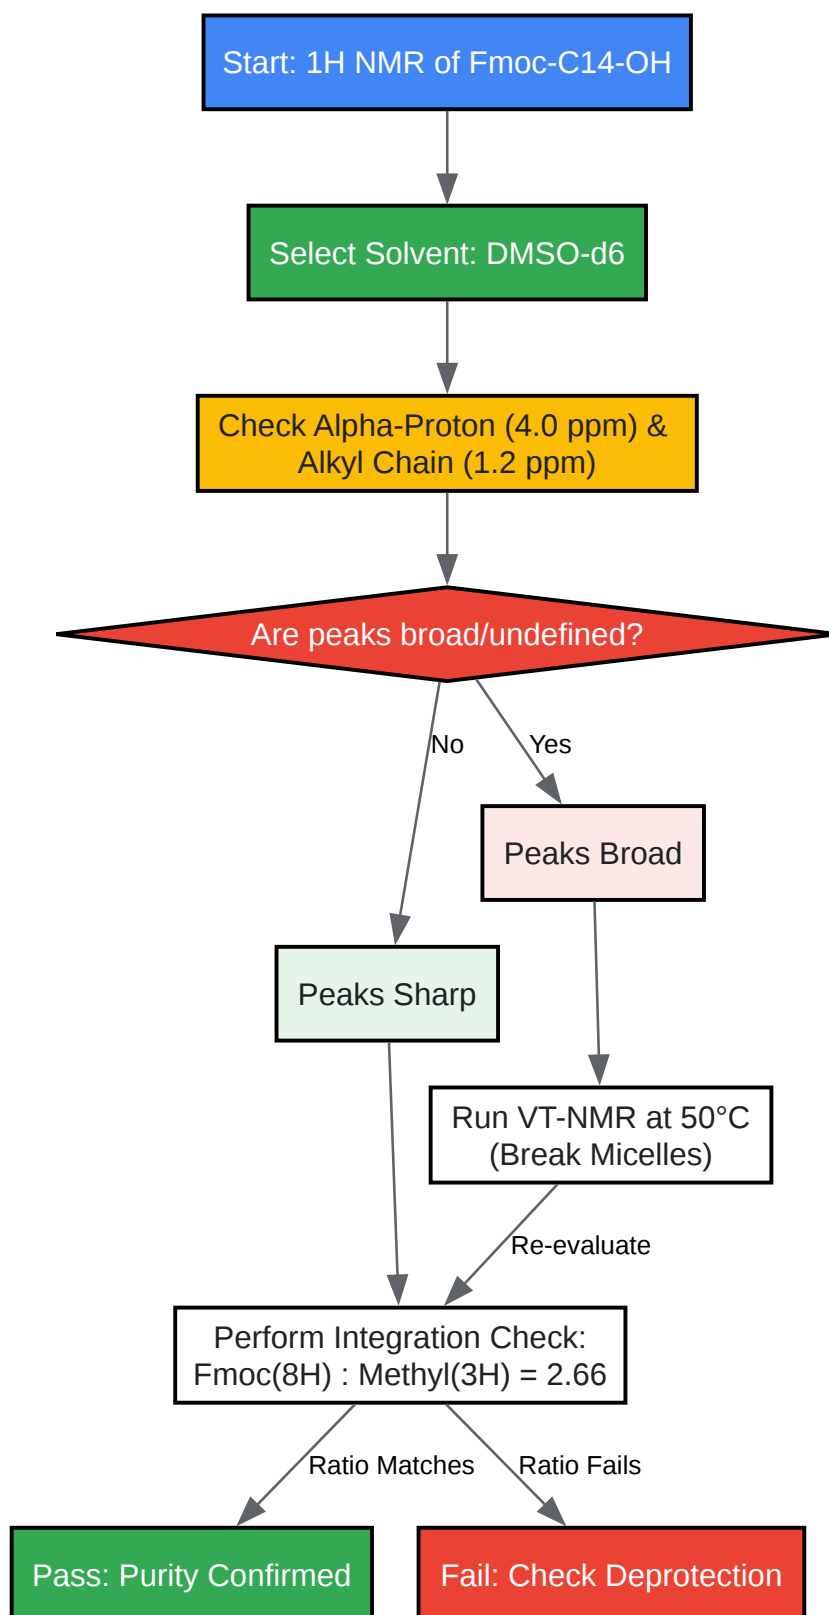 Start: 1H NMR of Fmoc-C14-OH
Select Solvent: DMSO-d6
Check Alpha-Proton (4.0 ppm) &
Alkyl Chain (1.2 ppm)
Are peaks broad/undefined?
No
Yes
Peaks Broad
Peaks Sharp
Run VT-NMR at 50°C
(Break Micelles)
Re-evaluate
Perform Integration Check:
Fmoc(8H) : Methyl(3H) = 2.66
Ratio Matches
Ratio Fails
Pass: Purity Confirmed
Fail: Check Deprotection